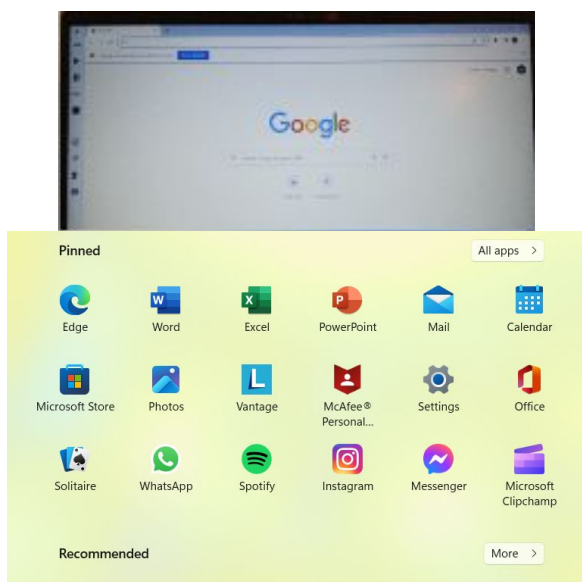 Google
Pinned
All apps >
Edge
Word
Excel
PowerPoint
Mail
Calendar
Microsoft Store
Photos
Vantage
McAfee®
Personal...
Settings
Office
Solitaire
WhatsApp
Spotify
Instagram
Messenger
Microsoft
Clipchamp
Recommended
More >